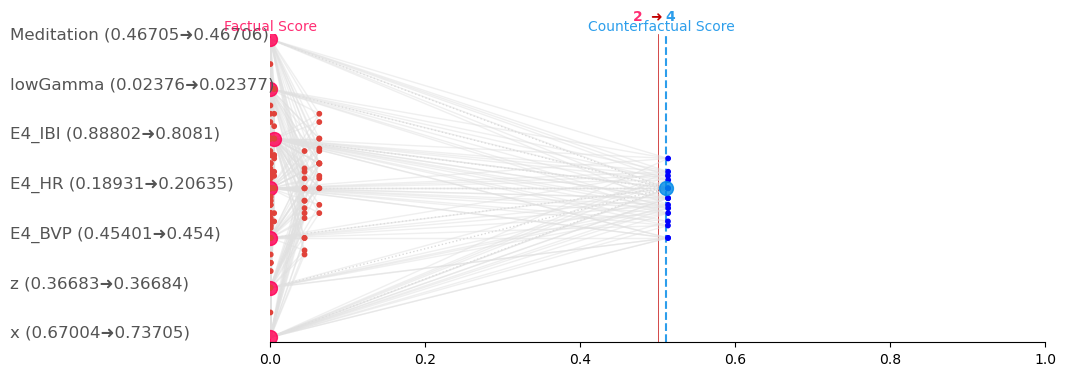 2 ➜ 4
Factual Score
Counterfactual Score
Meditation (0.46705➜0.46706)
lowGamma (0.02376➜0.02377)
E4_IBI (0.88802➜0.8081)
E4_HR (0.18931➜0.20635)
E4_BVP (0.45401➜0.454)
z (0.36683➜0.36684)
x (0.67004➜0.73705)
0.0 0.2 0.4 0.6 0.8 1.0